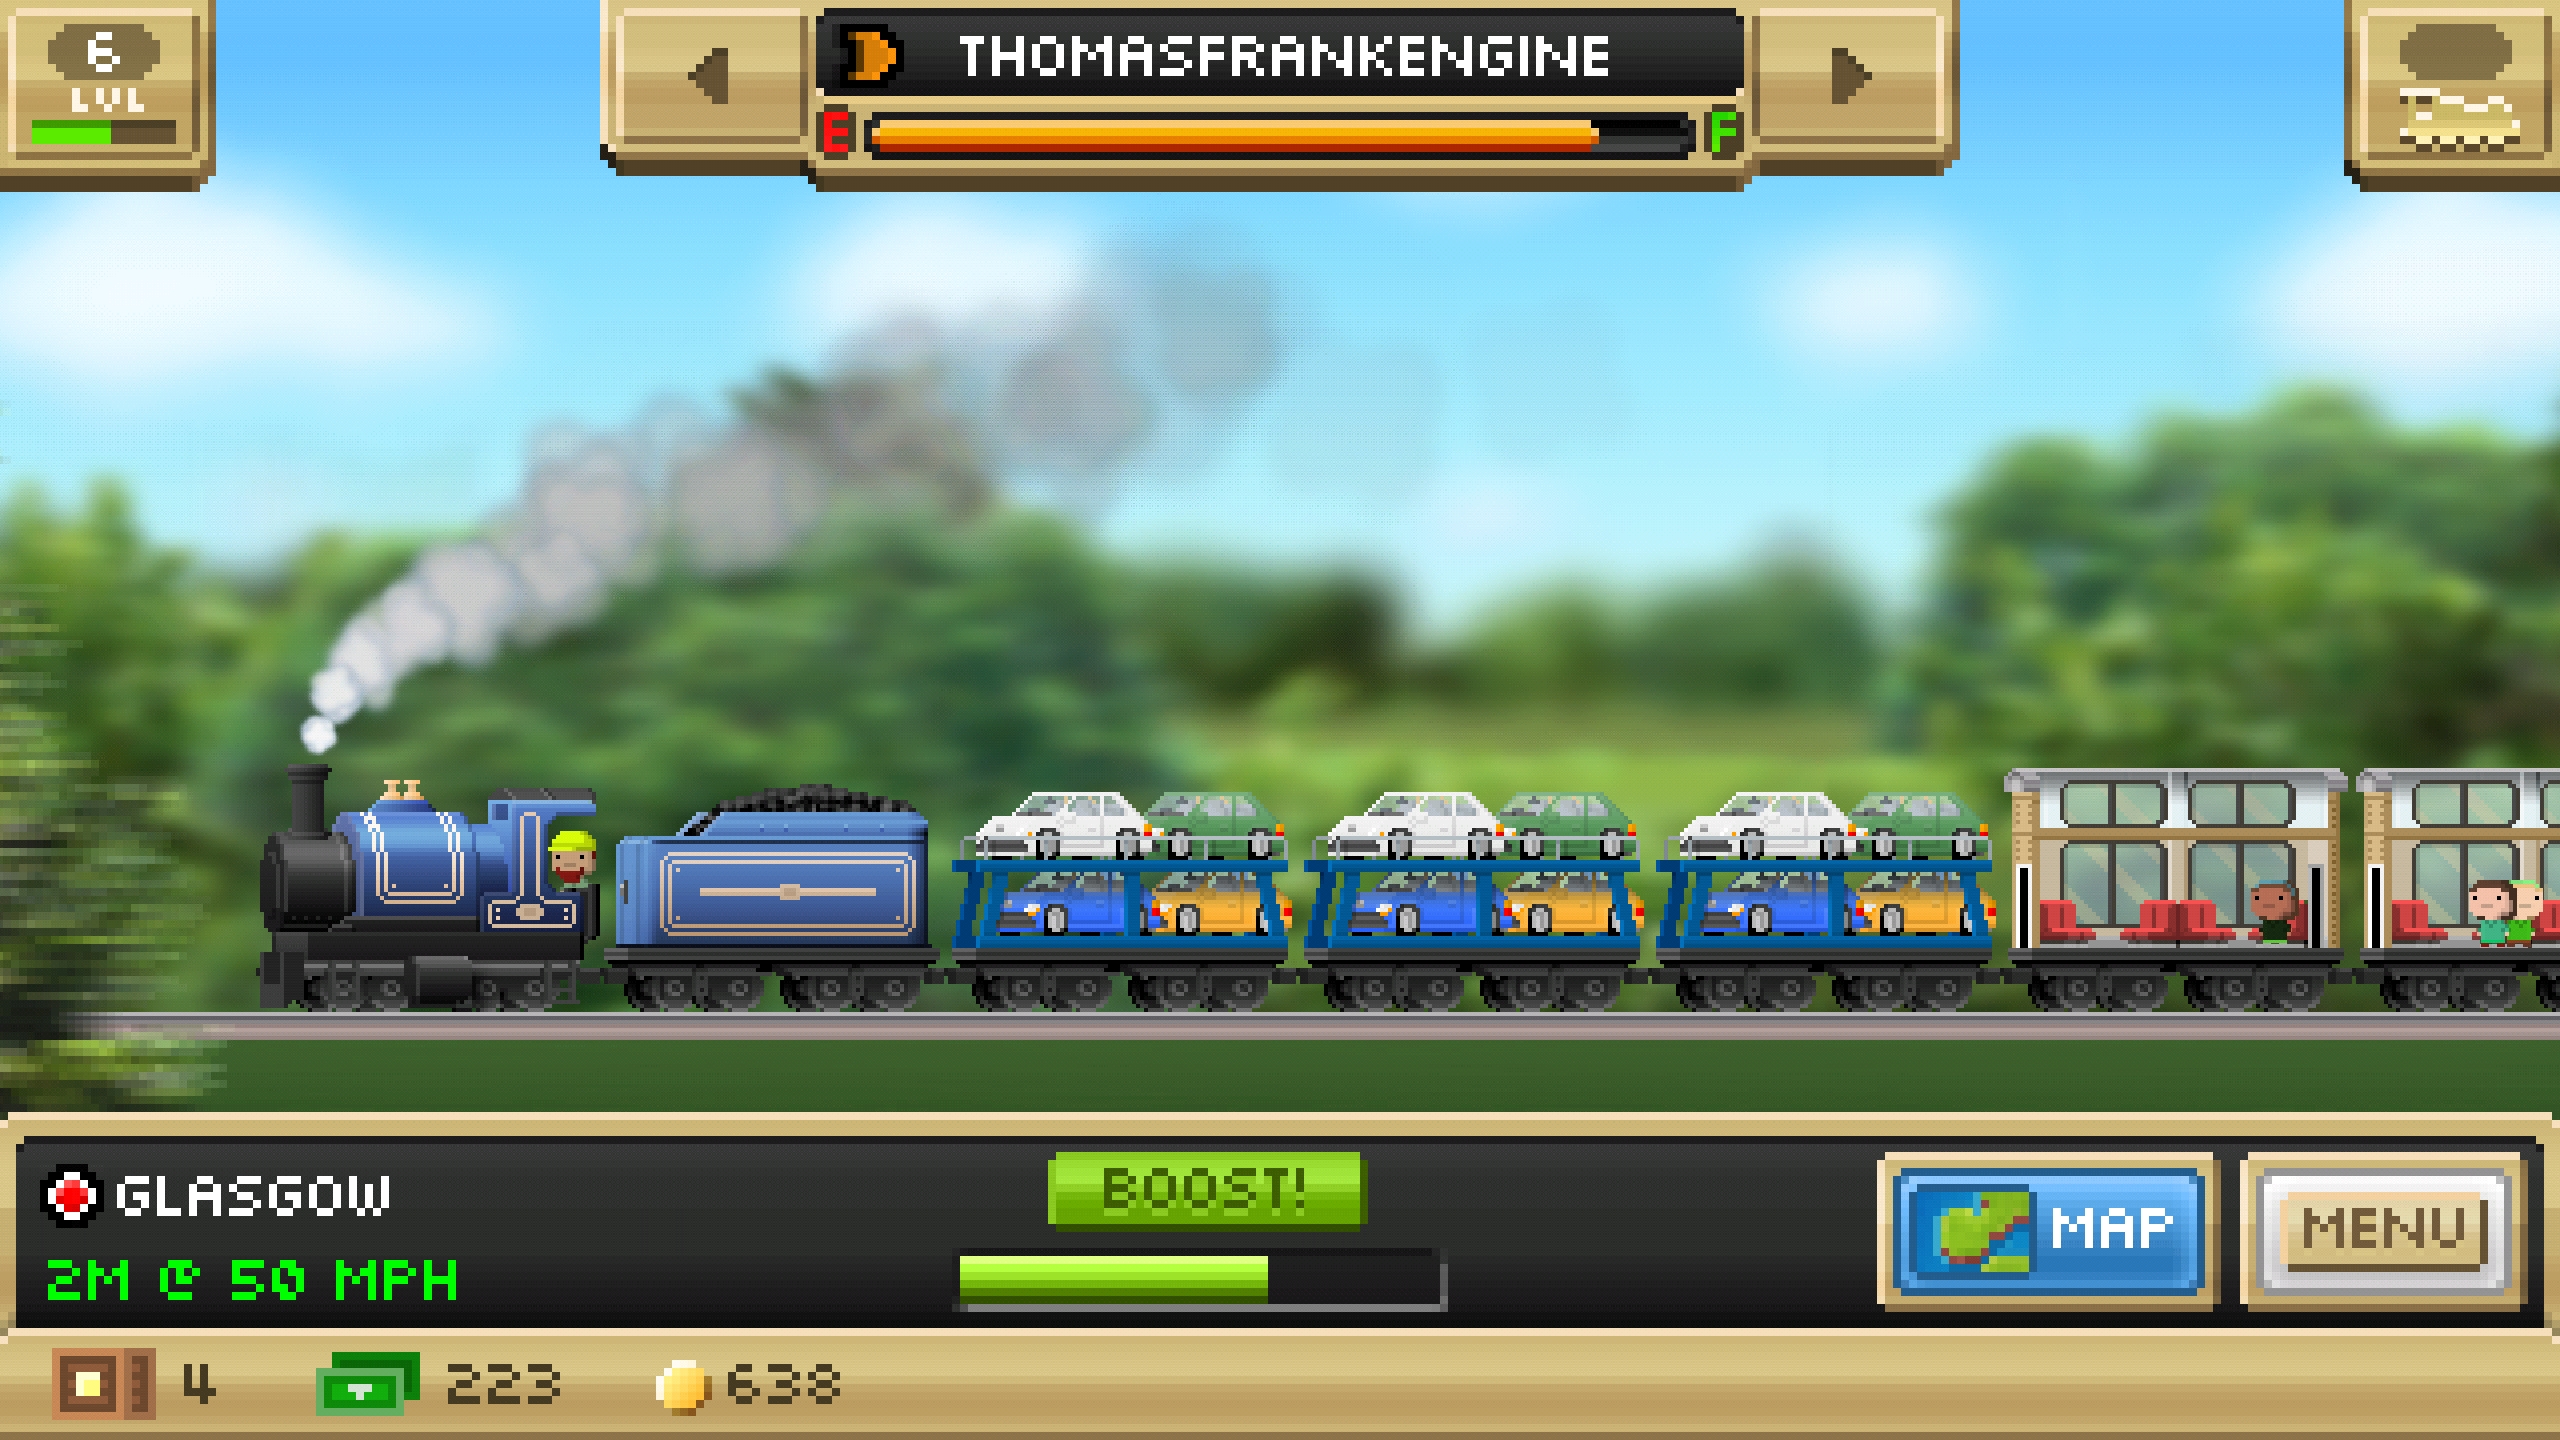 6
LVL
THOMASFRANKENGINE
E F
GLASGOW
2M @ 50 MPH
BOOST!
MAP
MENU
4 223 638